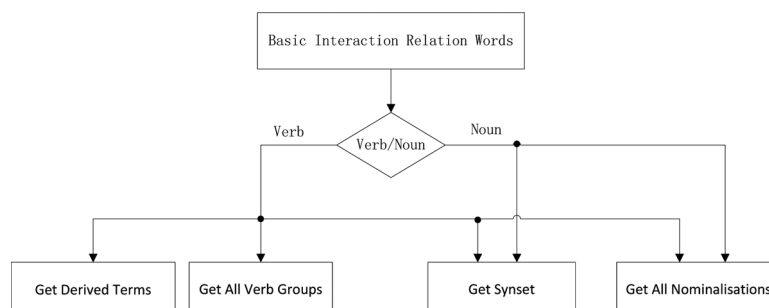 Basic Interaction Relation Words
Verb
Noun
Verb/Noun
Get Derived Terms
Get All Verb Groups
Get Synset
Get All Nominalisations